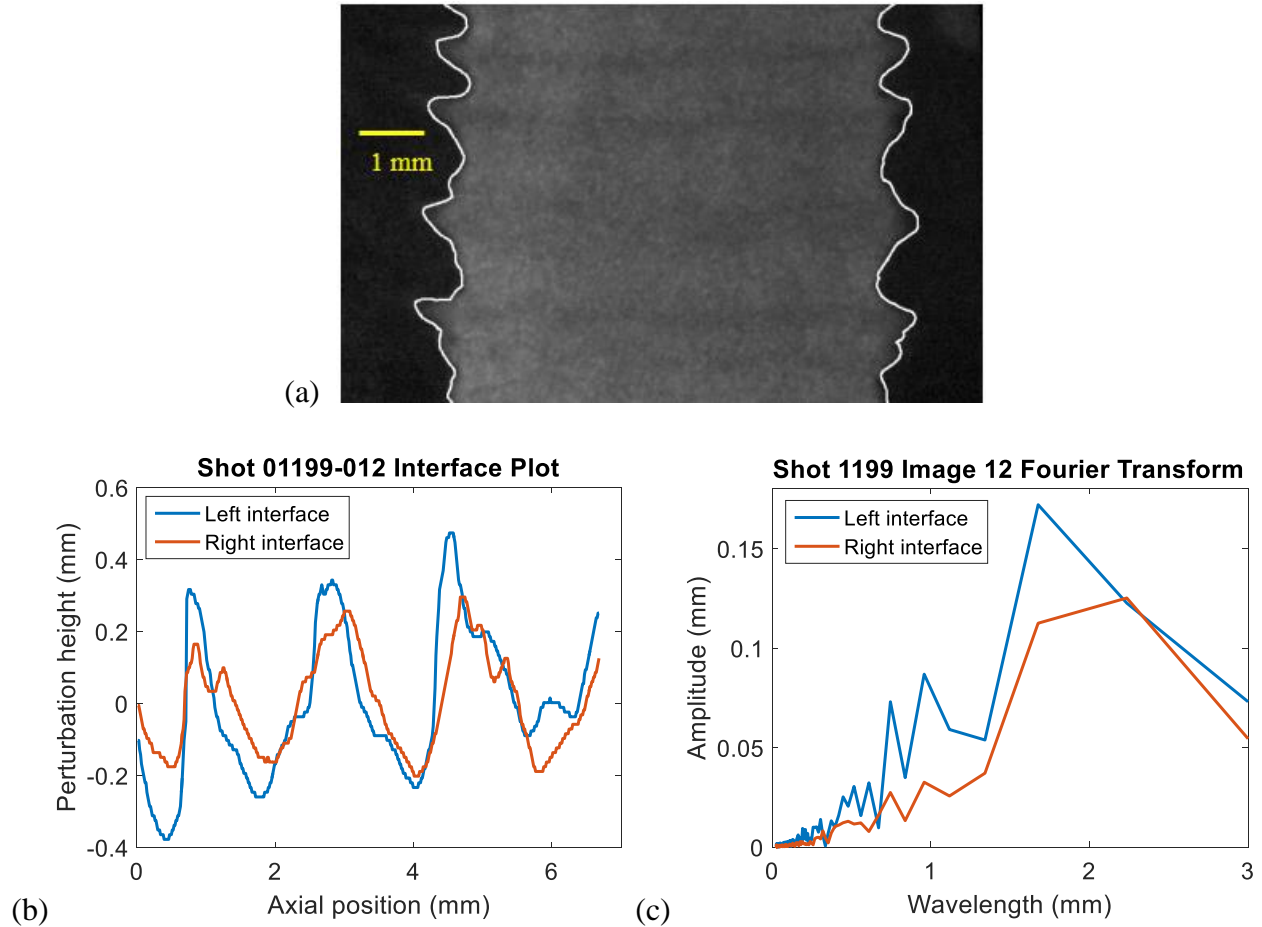 1 mm
(a)
Shot 01199-012 Interface Plot
0.6
0.4
0.2
0
-0.2
-0.4
Perturbation height (mm)
Left interface
Right interface
0
2
4
6
Axial position (mm)
(b)
Shot 1199 Image 12 Fourier Transform
0.15
0.1
0.05
0
Amplitude (mm)
Left interface
Right interface
0
1
2
3
Wavelength (mm)
(c)